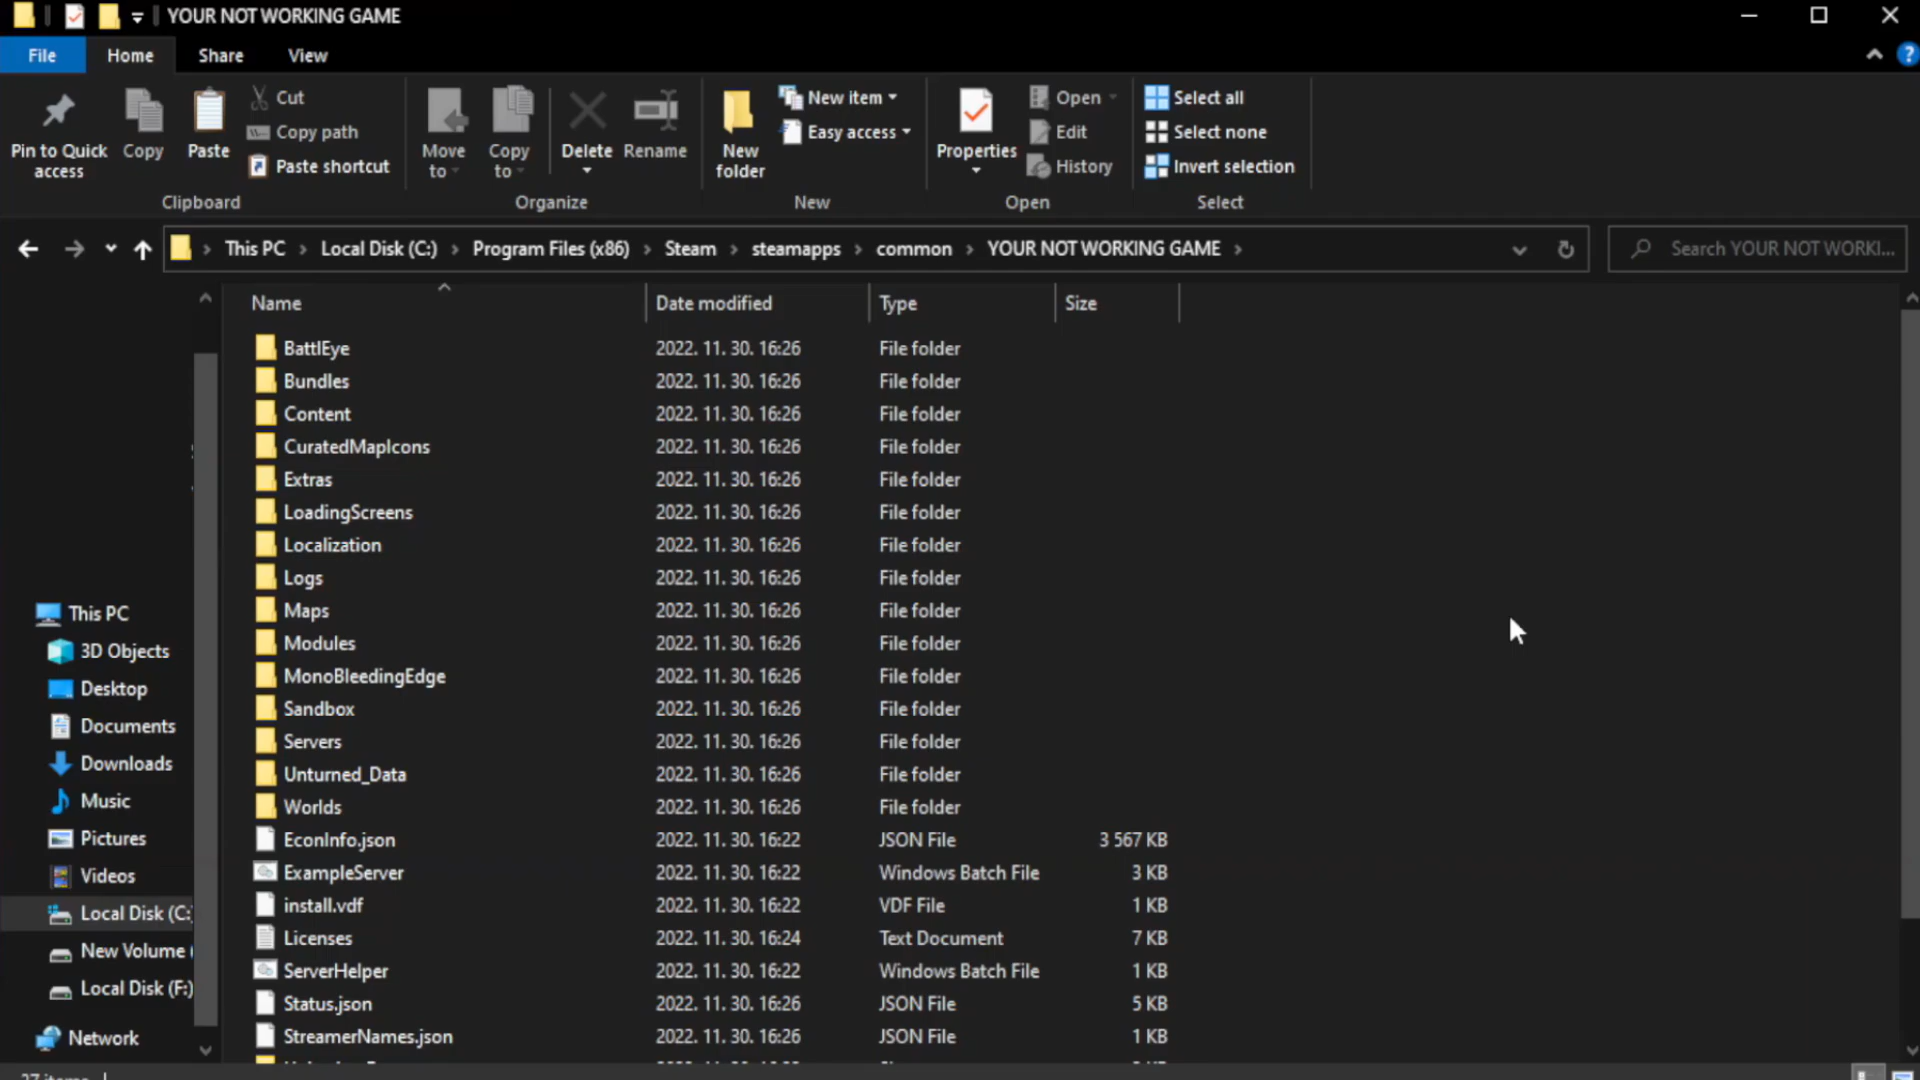 YOUR NOT WORKING GAME
File Home Share View
Pin to Quick access
Copy
Paste
Cut
Copy path
Paste shortcut
Clipboard
Move to
Copy to
Delete
Rename
Organize
New folder
New item
Easy access
New
Properties
Open
Edit
History
Open
Select all
Select none
Invert selection
Select
This PC > Local Disk (C:) > Program Files (x86) > Steam > steamapps > common > YOUR NOT WORKING GAME >
Search YOUR NOT WORKI...
This PC
3D Objects
Desktop
Documents
Downloads
Music
Pictures
Videos
Local Disk (C:
New Volume (
Local Disk (F:)
Network
Name Date modified Type Size
BattlEye 2022. 11. 30. 16:26 File folder
Bundles 2022. 11. 30. 16:26 File folder
Content 2022. 11. 30. 16:26 File folder
CuratedMapIcons 2022. 11. 30. 16:26 File folder
Extras 2022. 11. 30. 16:26 File folder
LoadingScreens 2022. 11. 30. 16:26 File folder
Localization 2022. 11. 30. 16:26 File folder
Logs 2022. 11. 30. 16:26 File folder
Maps 2022. 11. 30. 16:26 File folder
Modules 2022. 11. 30. 16:26 File folder
MonoBleedingEdge 2022. 11. 30. 16:26 File folder
Sandbox 2022. 11. 30. 16:26 File folder
Servers 2022. 11. 30. 16:26 File folder
Unturned_Data 2022. 11. 30. 16:26 File folder
Worlds 2022. 11. 30. 16:26 File folder
EconInfo.json 2022. 11. 30. 16:22 JSON File 3 567 KB
ExampleServer 2022. 11. 30. 16:22 Windows Batch File 3 KB
install.vdf 2022. 11. 30. 16:22 VDF File 1 KB
Licenses 2022. 11. 30. 16:24 Text Document 7 KB
ServerHelper 2022. 11. 30. 16:22 Windows Batch File 1 KB
Status.json 2022. 11. 30. 16:26 JSON File 5 KB
StreamerNames.json 2022. 11. 30. 16:26 JSON File 1 KB